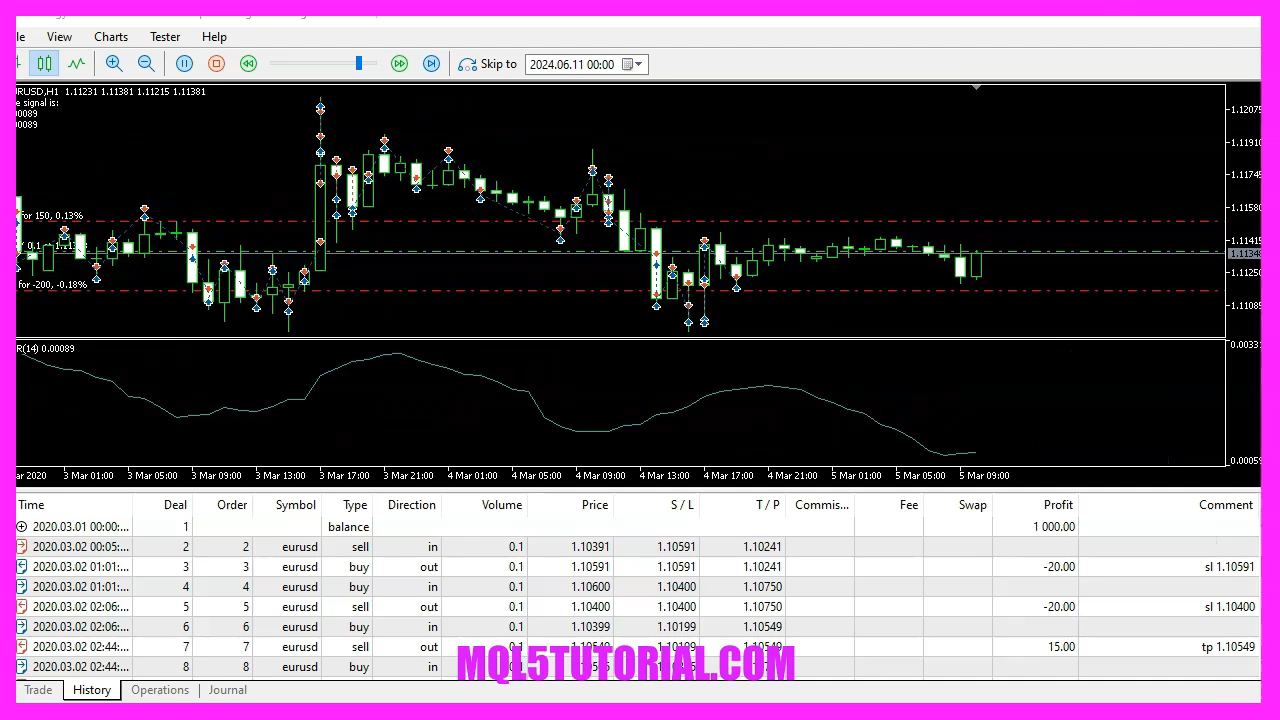 le View Charts Tester Help
Skip to 2024.06.11 00:00
RUSD,H1 1.11231 1.11381 1.11215 1.11381
e signal is:
0089
0089
1.12075
1.11910
1.11745
1.11580
for 150, 0.13%
1.11415
1.11250
for -200, -0.18%
1.11085
R(14) 0.00089
0.0033
0.0005
ar 2020 3 Mar 01:00 3 Mar 05:00 3 Mar 09:00 3 Mar 13:00 3 Mar 17:00 3 Mar 21:00 4 Mar 01:00 4 Mar 05:00 4 Mar 09:00 4 Mar 13:00 4 Mar 17:00 4 Mar 21:00 5 Mar 01:00 5 Mar 05:00 5 Mar 09:00
Time Deal Order Symbol Type Direction Volume Price S / L T / P Commis... Fee Swap Profit Comment
2020.03.01 00:00:... 1 balance 1 000.00
2020.03.02 00:05:... 2 2 eurusd sell in 0.1 1.10391 1.10591 1.10241
2020.03.02 01:01:... 3 3 eurusd buy out 0.1 1.10591 1.10591 1.10241 -20.00 sl 1.10591
2020.03.02 01:01:... 4 4 eurusd buy in 0.1 1.10600 1.10400 1.10750
2020.03.02 02:06:... 5 5 eurusd sell out 0.1 1.10400 1.10400 1.10750 -20.00 sl 1.10400
2020.03.02 02:06:... 6 6 eurusd buy in 0.1 1.10399 1.10199 1.10549
2020.03.02 02:44:... 7 7 eurusd sell out 15.00 tp 1.10549
2020.03.02 02:44:... 8 8 eurusd buy in
MQL5TUTORIAL.COM
Trade History Operations Journal